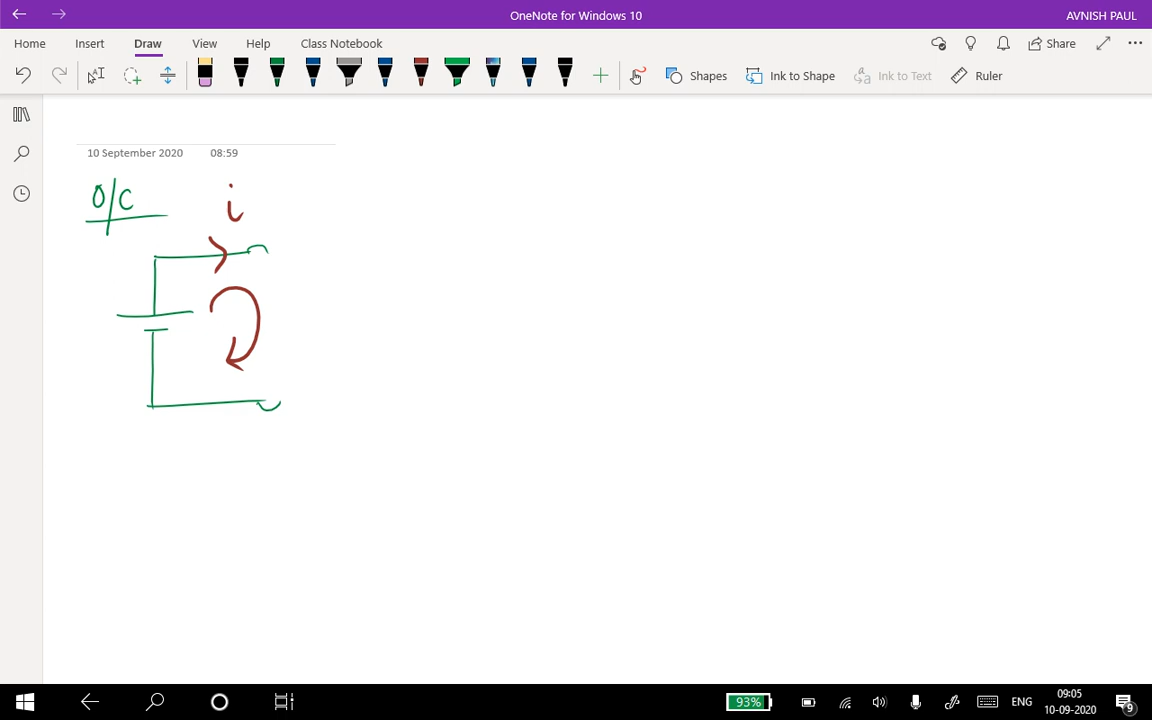 OneNote for Windows 10
AVNISH PAUL
Home Insert Draw View Help Class Notebook
Share
Shapes Ink to Shape Ink to Text Ruler
10 September 2020 08:59
O/C
i
93% ENG 09:05
10-09-2020
9